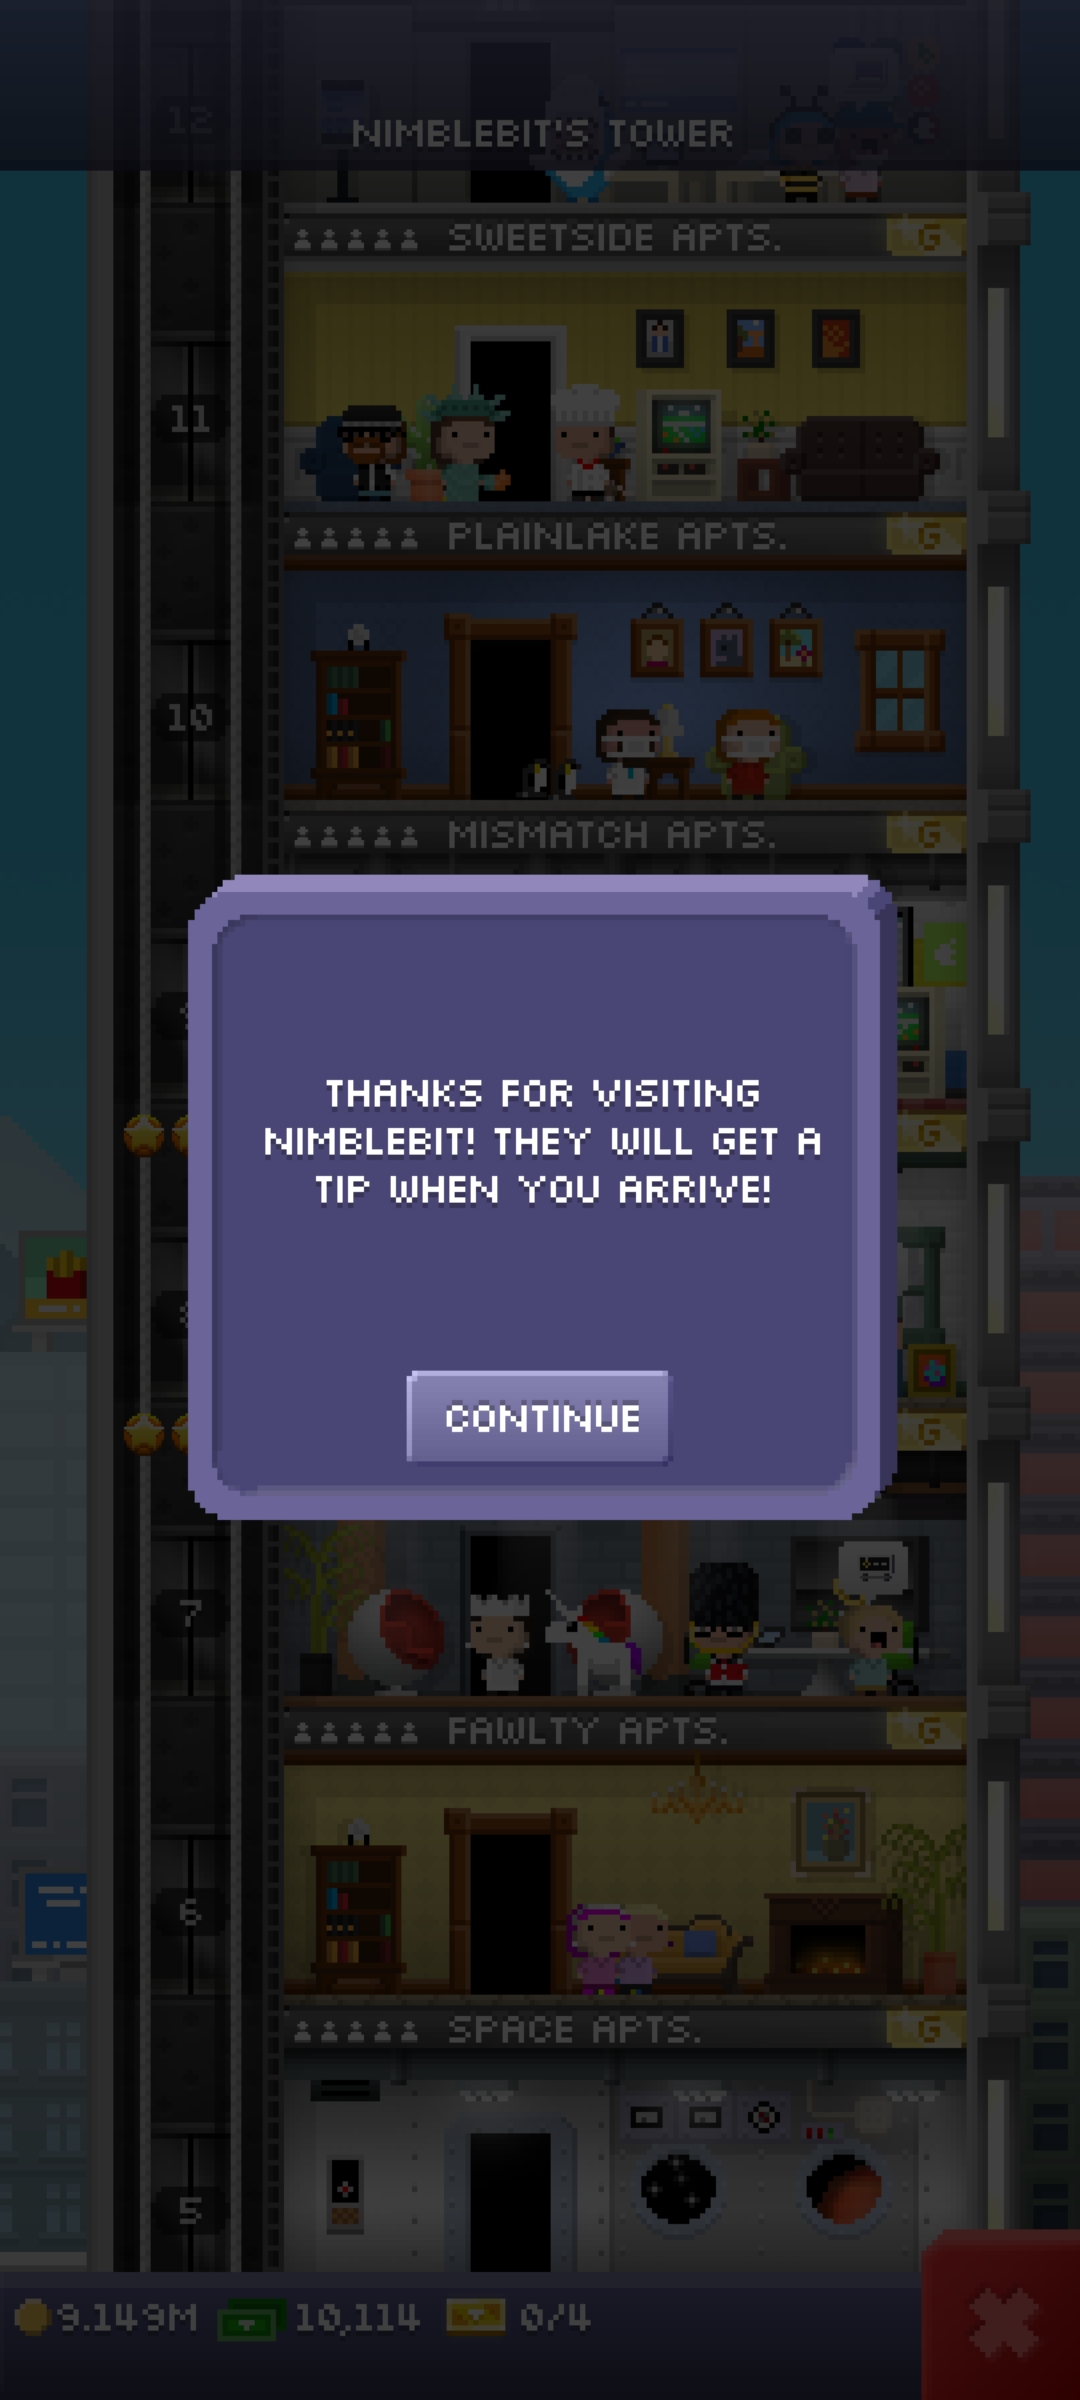 12
NIMBLEBIT'S TOWER
SWEETSIDE APTS.
G
11
PLAINLAKE APTS.
G
10
MISMATCH APTS.
G
THANKS FOR VISITING
NIMBLEBIT! THEY WILL GET A
TIP WHEN YOU ARRIVE!
G
CONTINUE
G
7
FAWLTY APTS.
G
6
SPACE APTS.
G
5
9.149M 10,114 0/4